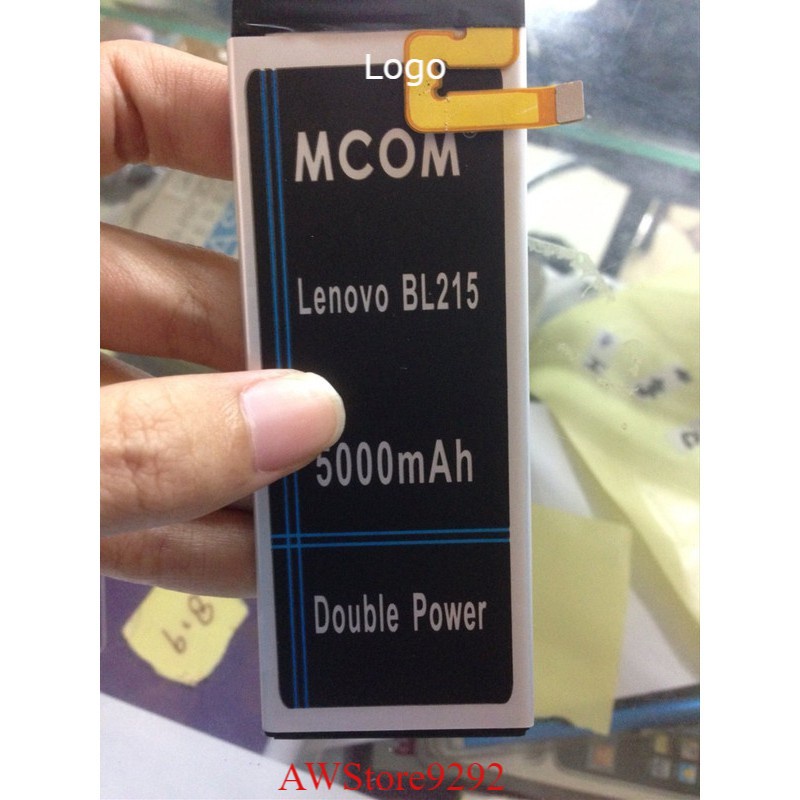 Logo
MCOM®
Lenovo BL215
5000mAh
Double Power
AWStore9292